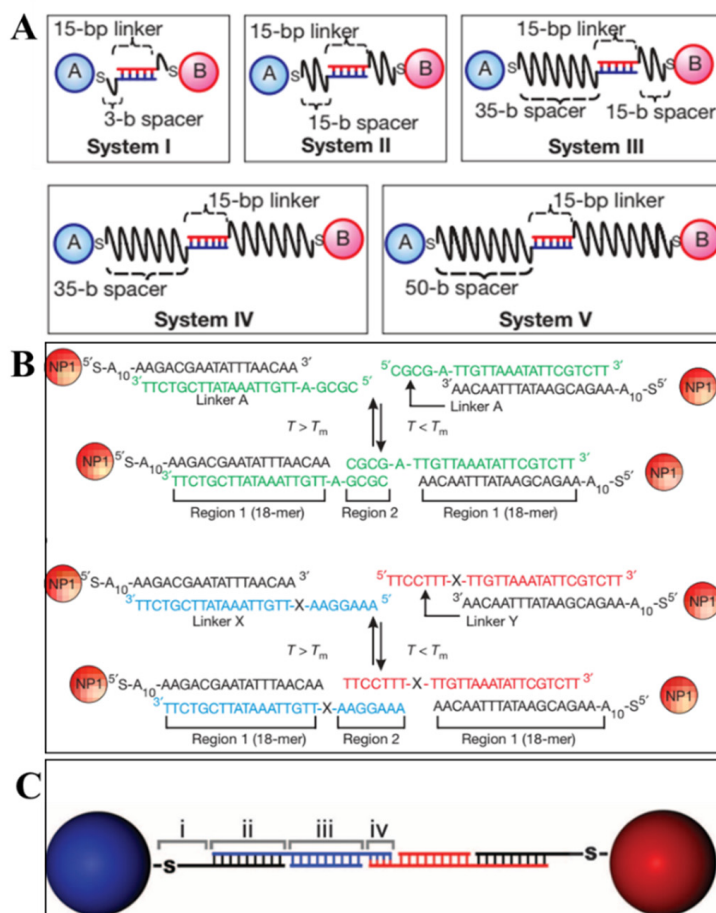 A
15-bp linker
A S S B
3-b spacer
System I
15-bp linker
A S S B
15-b spacer
System II
15-bp linker
A S S B
35-b spacer 15-b spacer
System III
15-bp linker
A S S B
35-b spacer
System IV
15-bp linker
A S S B
50-b spacer
System V
B
NP1 5′S-A10-AAGACGAATATTTAACAA 3′
3′TTCTGCTTATAAATTGTT-A-GCGC 5′
Linker A
5′CGCG-A-TTGTTAAATATTCGTCTT 3′
3′AACAATTTATAAGCAGAA-A10-S5′ NP1
Linker A
T > Tm T < Tm
NP1 5′S-A10-AAGACGAATATTTAACAA CGCG-A-TTGTTAAATATTCGTCTT 3′
3′TTCTGCTTATAAATTGTT-A-GCGC AACAATTTATAAGCAGAA-A10-S5′ NP1
Region 1 (18-mer) Region 2 Region 1 (18-mer)
NP1 5′S-A10-AAGACGAATATTTAACAA 3′
3′TTCTGCTTATAAATTGTT-X-AAGGAAA 5′
Linker X
5′TTCCTTT-X-TTGTTAAATATTCGTCTT 3′
3′AACAATTTATAAGCAGAA-A10-S5′ NP1
Linker Y
T > Tm T < Tm
NP1 5′S-A10-AAGACGAATATTTAACAA TTCCTTT-X-TTGTTAAATATTCGTCTT 3′
3′TTCTGCTTATAAATTGTT-X-AAGGAAA AACAATTTATAAGCAGAA-A10-S5′ NP1
Region 1 (18-mer) Region 2 Region 1 (18-mer)
C
i ii iii iv
-S- S-